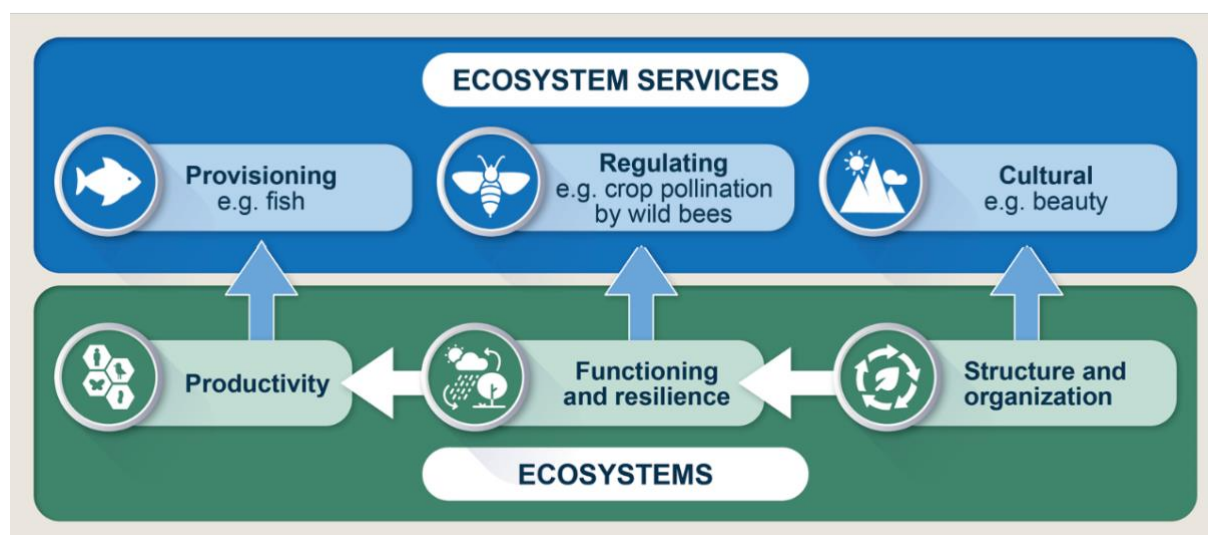 ECOSYSTEM SERVICES
Provisioning
e.g. fish
Regulating
e.g. crop pollination
by wild bees
Cultural
e.g. beauty
Productivity
Functioning
and resilience
Structure and
organization
ECOSYSTEMS